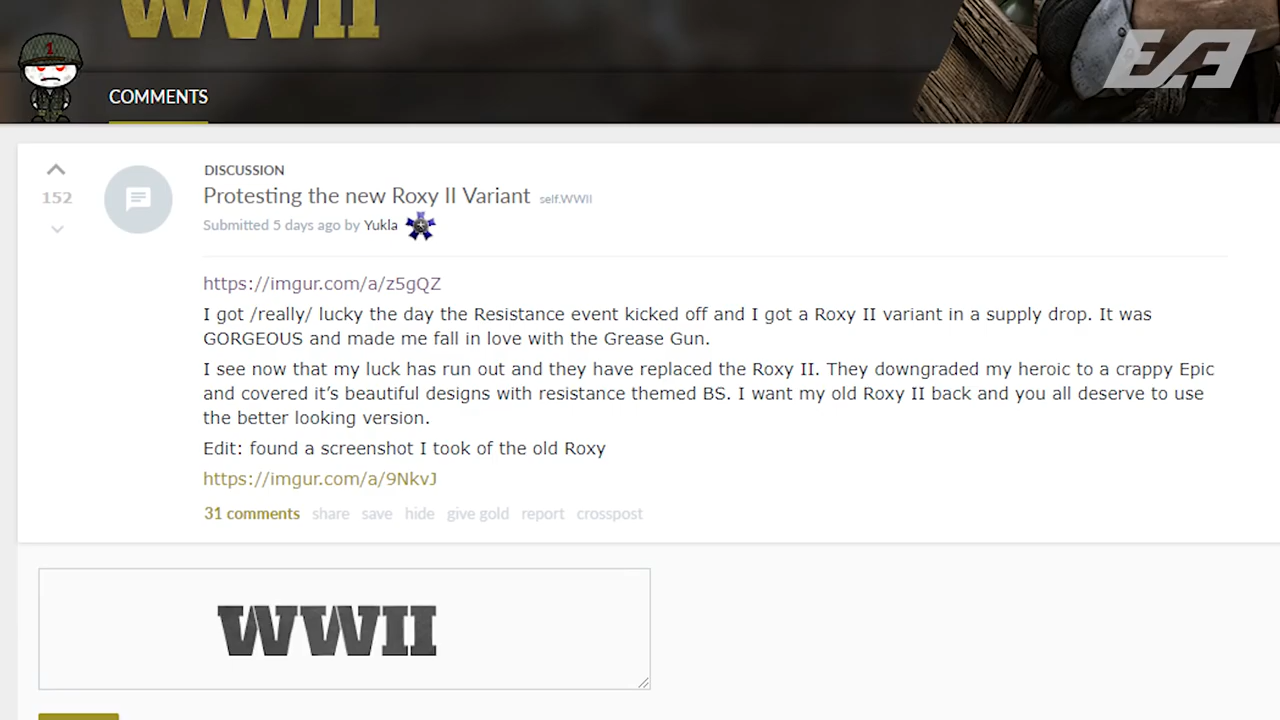 WWII
1
COMMENTS
DISCUSSION
Protesting the new Roxy II Variant self.WWII
152
Submitted 5 days ago by Yukla
https://imgur.com/a/z5gQZ
I got /really/ lucky the day the Resistance event kicked off and I got a Roxy II variant in a supply drop. It was
GORGEOUS and made me fall in love with the Grease Gun.
I see now that my luck has run out and they have replaced the Roxy II. They downgraded my heroic to a crappy Epic
and covered it’s beautiful designs with resistance themed BS. I want my old Roxy II back and you all deserve to use
the better looking version.
Edit: found a screenshot I took of the old Roxy
https://imgur.com/a/9NkvJ
31 comments share save hide give gold report crosspost
WWII